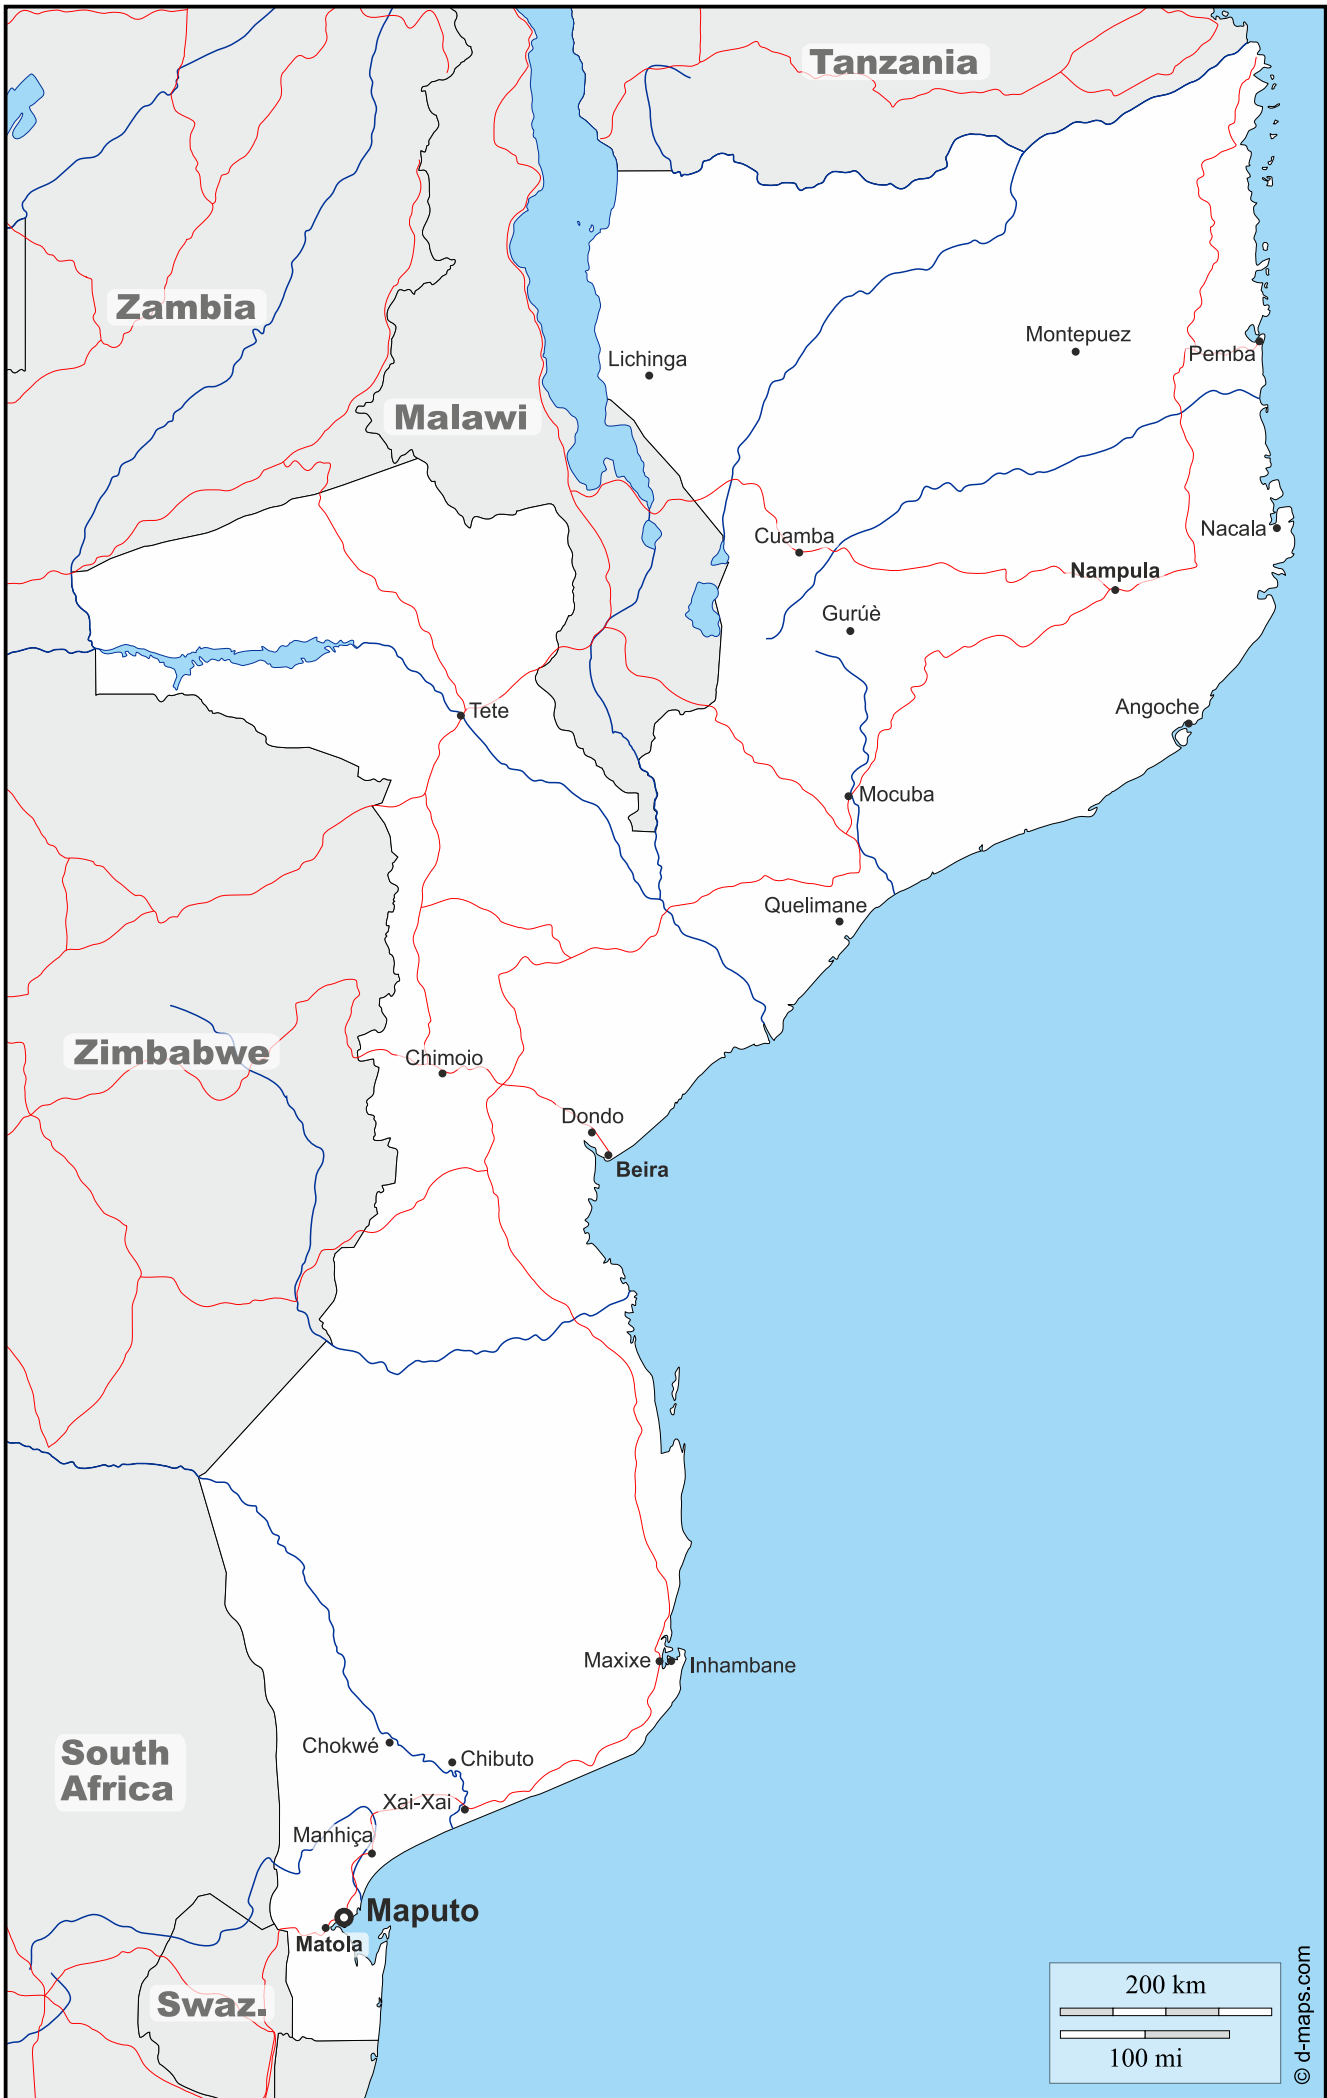 Tanzania
Zambia
Montepuez
Pemba
Lichinga
Malawi
Nacala
Cuamba
Nampula
Gurúè
Angoche
Tete
Mocuba
Quelimane
Zimbabwe
Chimoio
Dondo
Beira
Maxixe
Inhambane
Chokwé
Chibuto
South
Africa
Xai-Xai
Manhiça
Maputo
Matola
Swaz.
200 km
100 mi
© d-maps.com